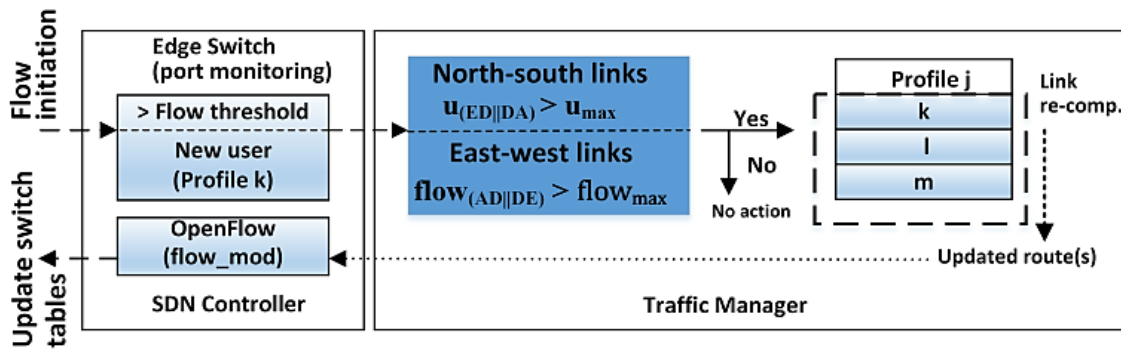 Flow
initiation
Edge Switch
(port monitoring)
> Flow threshold
New user
(Profile k)
OpenFlow
(flow_mod)
SDN Controller
Update switch
tables
North-south links
u(ED||DA) > umax
East-west links
flow(AD||DE) > flowmax
Yes
No
No action
Profile j
k
l
m
Link
re-comp.
Updated route(s)
Traffic Manager